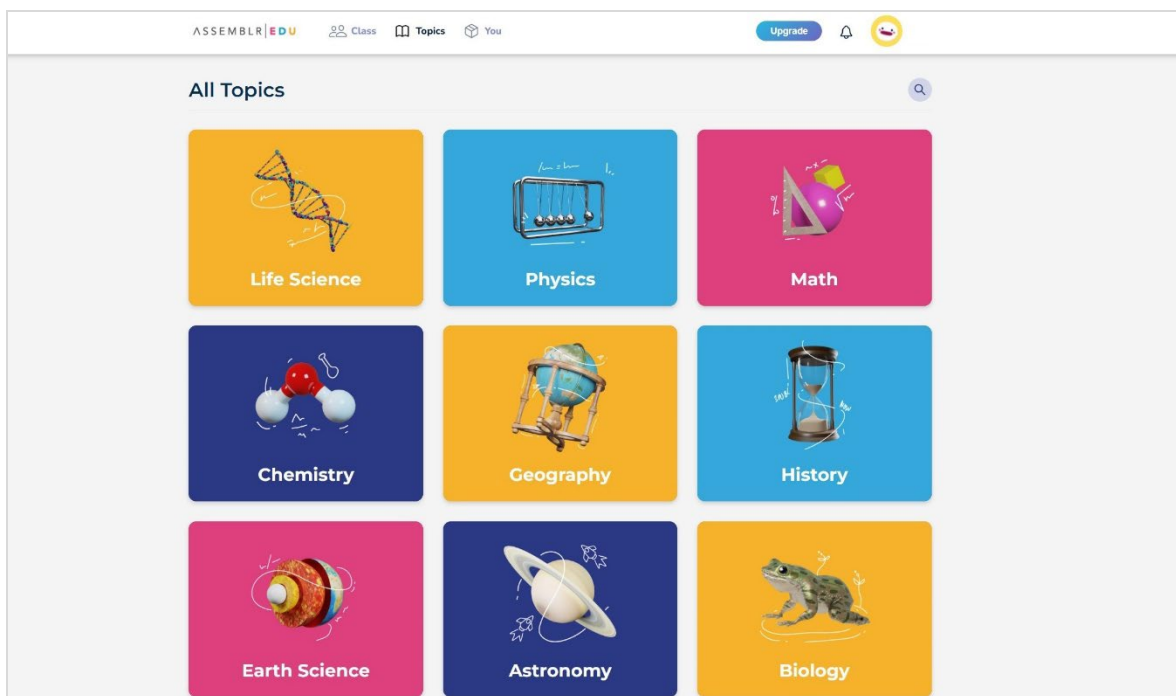 ASSEMBLR|EDU Class Topics You Upgrade
All Topics
Life Science Physics Math
Chemistry Geography History
Earth Science Astronomy Biology